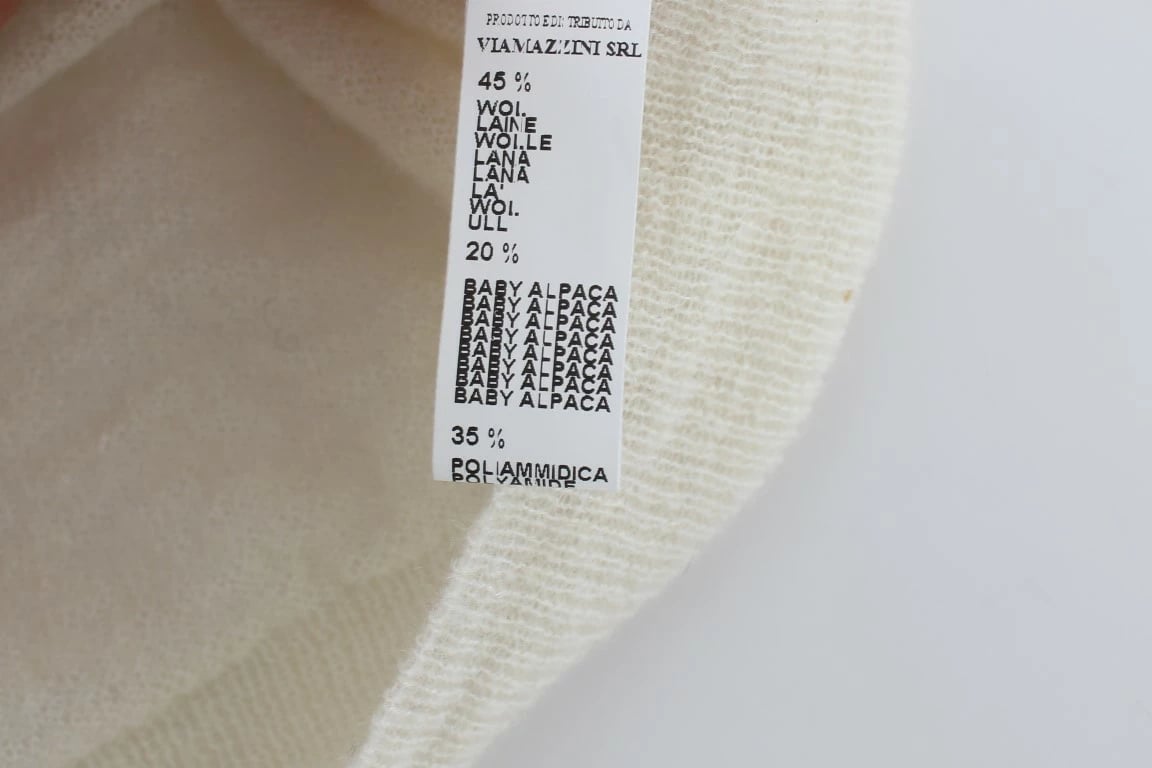 PRODOTTO E DISTRIBUITO DA
VIAMAZZINI SRL
45 %
WOL
LAINE
WOLLE
LANA
LANA
LA'
WOL
ULL
20 %
BABY ALPACA
BABY ALPACA
BABY ALPACA
BABY ALPACA
BABY ALPACA
BABY ALPACA
BABY ALPACA
BABY ALPACA
35 %
POLIAMMIDICA
POLYAMIDE